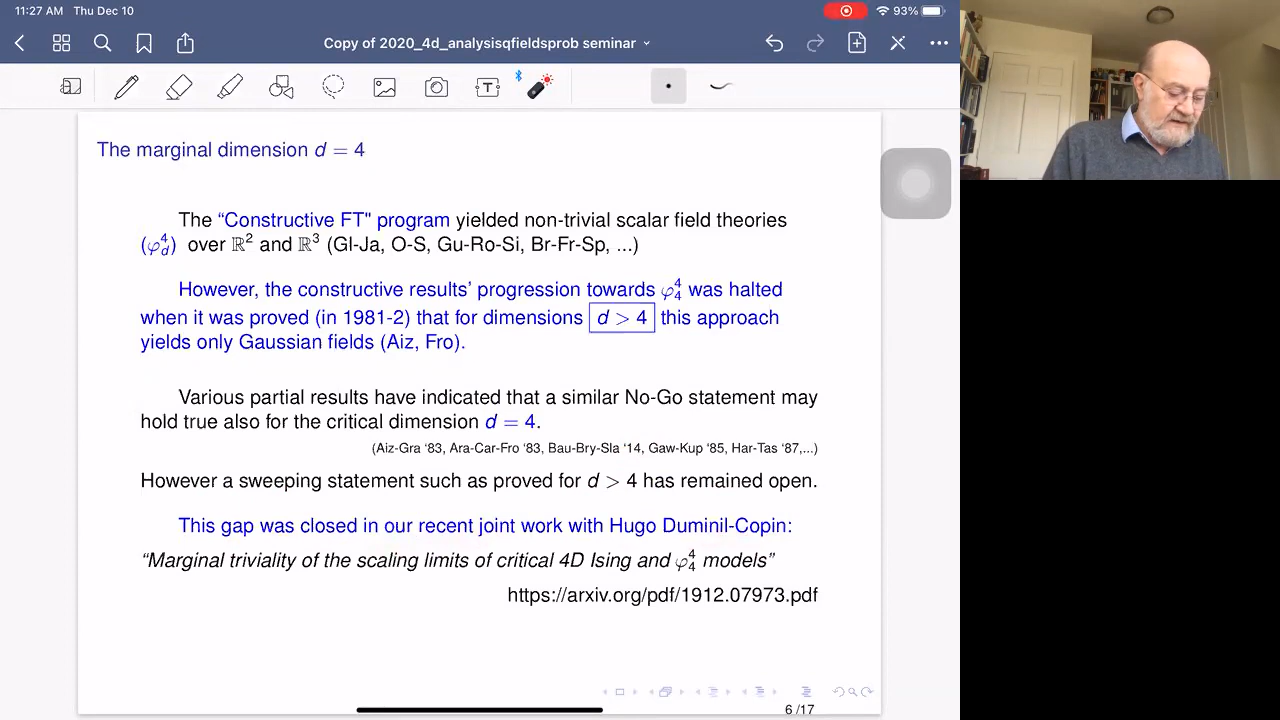 11:27 AM Thu Dec 10
93%
Copy of 2020_4d_analysisqfieldsprob seminar
T
The marginal dimension d = 4
The “Constructive FT" program yielded non-trivial scalar field theories
(φ⁴_d) over ℝ² and ℝ³ (Gl-Ja, O-S, Gu-Ro-Si, Br-Fr-Sp, ...)
However, the constructive results' progression towards φ⁴₄ was halted
when it was proved (in 1981-2) that for dimensions d > 4 this approach
yields only Gaussian fields (Aiz, Fro).
Various partial results have indicated that a similar No-Go statement may
hold true also for the critical dimension d = 4.
(Aiz-Gra ‘83, Ara-Car-Fro ‘83, Bau-Bry-Sla ‘14, Gaw-Kup ‘85, Har-Tas ‘87,...)
However a sweeping statement such as proved for d > 4 has remained open.
This gap was closed in our recent joint work with Hugo Duminil-Copin:
“Marginal triviality of the scaling limits of critical 4D Ising and φ⁴₄ models”
https://arxiv.org/pdf/1912.07973.pdf
6 /17